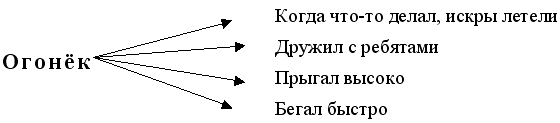 Когда что-то делал, искры летели
Дружил с ребятами
Огонёк
Прыгал высоко
Бегал быстро